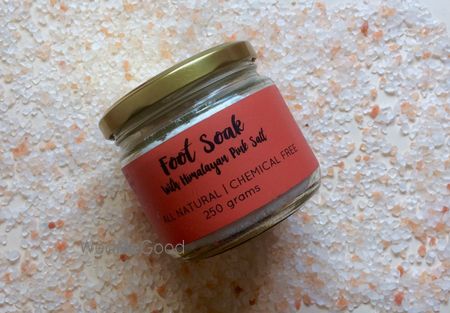 Foot Soak
With Himalayan Pink Salt
ALL NATURAL | CHEMICAL FREE
250 grams